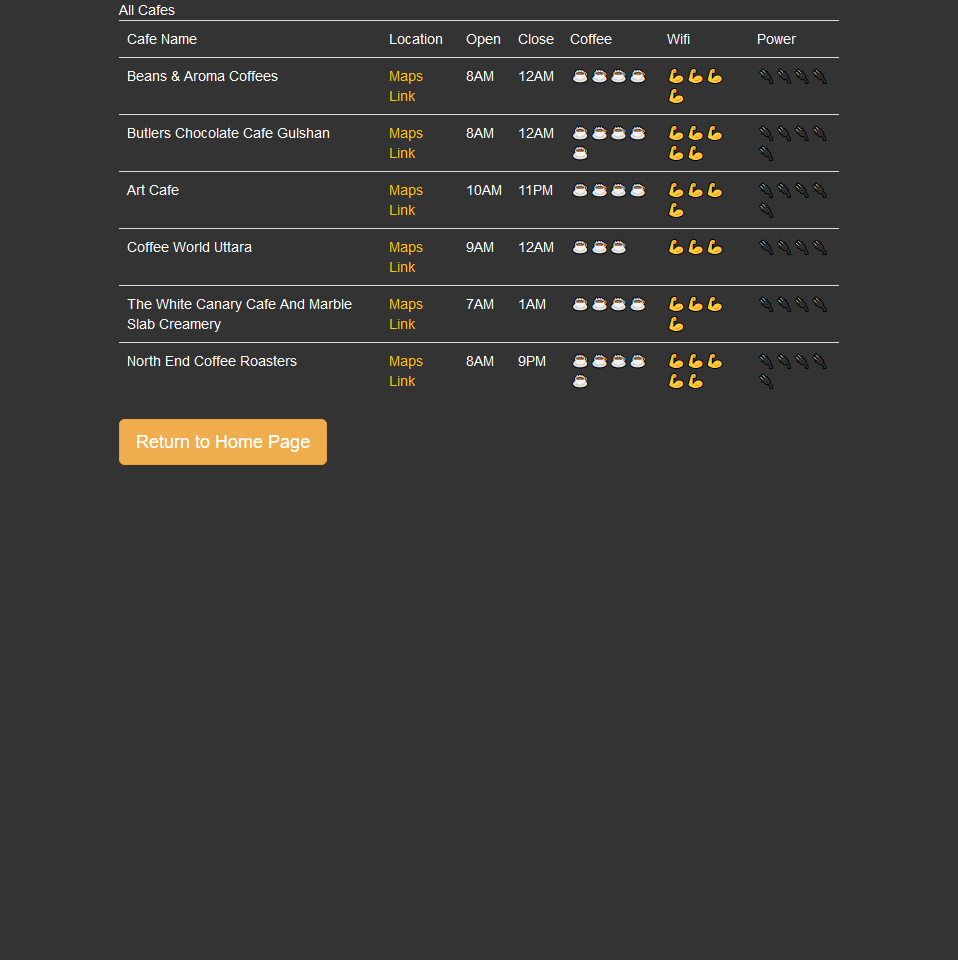 All Cafes
Cafe Name Location Open Close Coffee Wifi Power
Beans & Aroma Coffees Maps 8AM 12AM ☕☕☕☕ 💪💪💪 🔌🔌🔌🔌
Link 💪
Butlers Chocolate Cafe Gulshan Maps 8AM 12AM ☕☕☕☕ 💪💪💪 🔌🔌🔌🔌
Link ☕ 💪💪 🔌
Art Cafe Maps 10AM 11PM ☕☕☕☕ 💪💪💪 🔌🔌🔌🔌
Link 💪 🔌
Coffee World Uttara Maps 9AM 12AM ☕☕☕ 💪💪💪 🔌🔌🔌🔌
Link
The White Canary Cafe And Marble Maps 7AM 1AM ☕☕☕☕ 💪💪💪 🔌🔌🔌🔌
Slab Creamery Link 💪
North End Coffee Roasters Maps 8AM 9PM ☕☕☕☕ 💪💪💪 🔌🔌🔌🔌
Link ☕ 💪💪 🔌
Return to Home Page